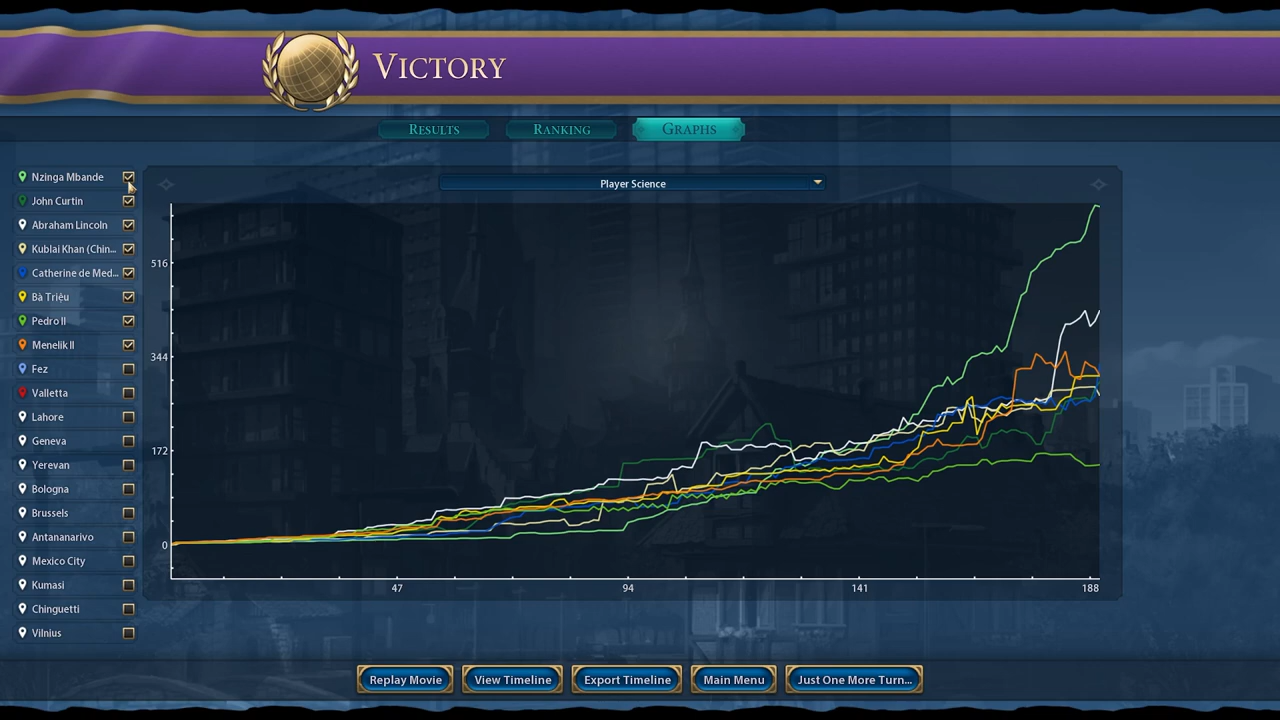 VICTORY
RESULTS
RANKING
GRAPHS
Nzinga Mbande
John Curtin
Abraham Lincoln
Kublai Khan (Chin...
Catherine de Med...
Bà Triệu
Pedro II
Menelik II
Fez
Valletta
Lahore
Geneva
Yerevan
Bologna
Brussels
Antananarivo
Mexico City
Kumasi
Chinguetti
Vilnius
Player Science
516
344
172
0
47
94
141
188
Replay Movie
View Timeline
Export Timeline
Main Menu
Just One More Turn...